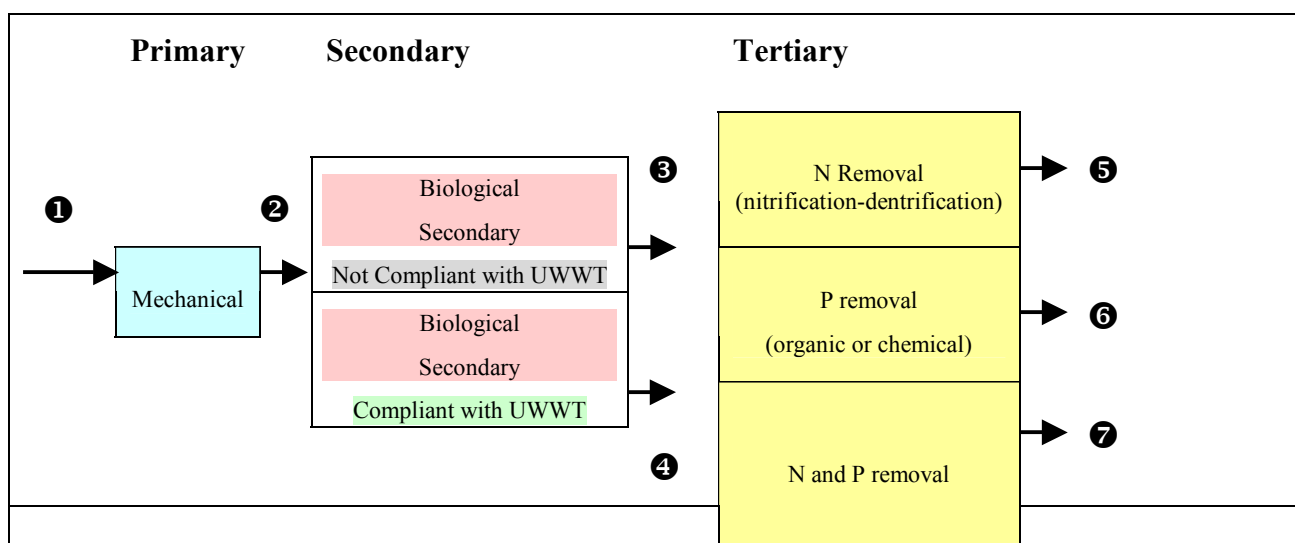 Primary
Secondary
Tertiary
❶
Mechanical
❷
Biological
Secondary
Not Compliant with UWWT
Biological
Secondary
Compliant with UWWT
❸
❹
N Removal
(nitrification-dentrification)
P removal
(organic or chemical)
N and P removal
❺
❻
❼